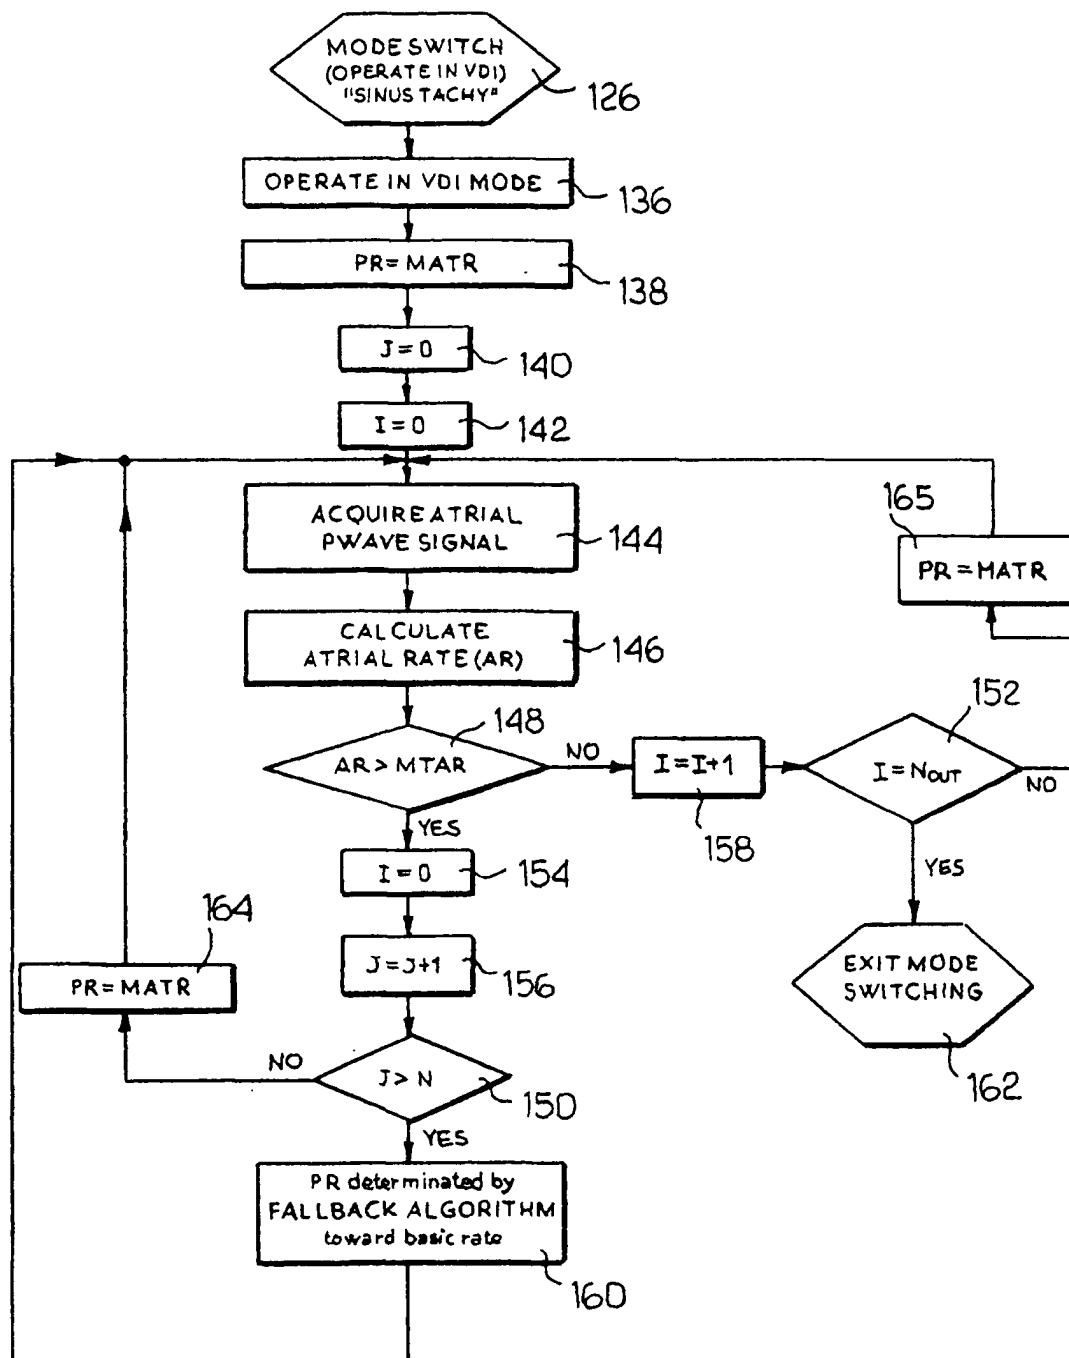 MODE SWITCH
(OPERATE IN VDI)
"SINUS TACHY"
126
OPERATE IN VDI MODE
136
PR=MATR
138
J=0
140
I=0
142
ACQUIRE ATRIAL
PWAVE SIGNAL
144
165
PR=MATR
CALCULATE
ATRIAL RATE (AR)
146
148
AR>MTAR
NO
I=I+1
158
152
I=NOUT
NO
YES
YES
I=0
154
164
PR=MATR
J=J+1
156
EXIT MODE
SWITCHING
162
NO
J>N
150
YES
PR determinated by
FALLBACK ALGORITHM
toward basic rate
160